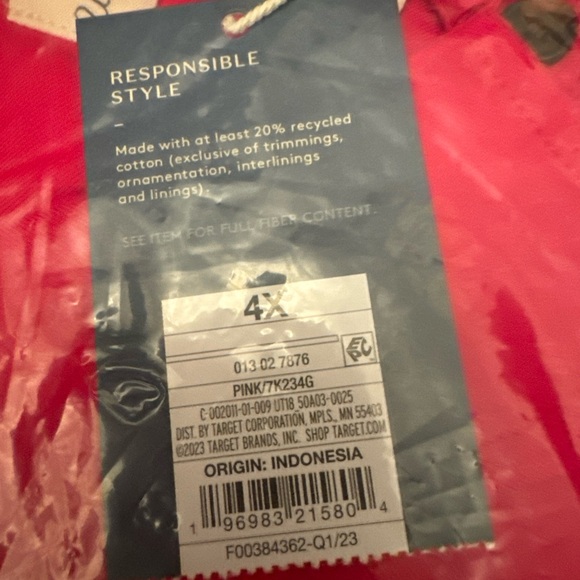 RESPONSIBLE
STYLE
–
Made with at least 20% recycled
cotton (exclusive of trimmings,
ornamentation, interlinings
and linings).
SEE ITEM FOR FULL FIBER CONTENT.
4X
EPC
013 02 7876
PINK/7K234G
C-002011-01-009 UT18_50A03-0025
DIST. BY TARGET CORPORATION, MPLS., MN 55403
©2023 TARGET BRANDS, INC. SHOP TARGET.COM
ORIGIN: INDONESIA
1 96983 21580 4
F00384362-Q1/23